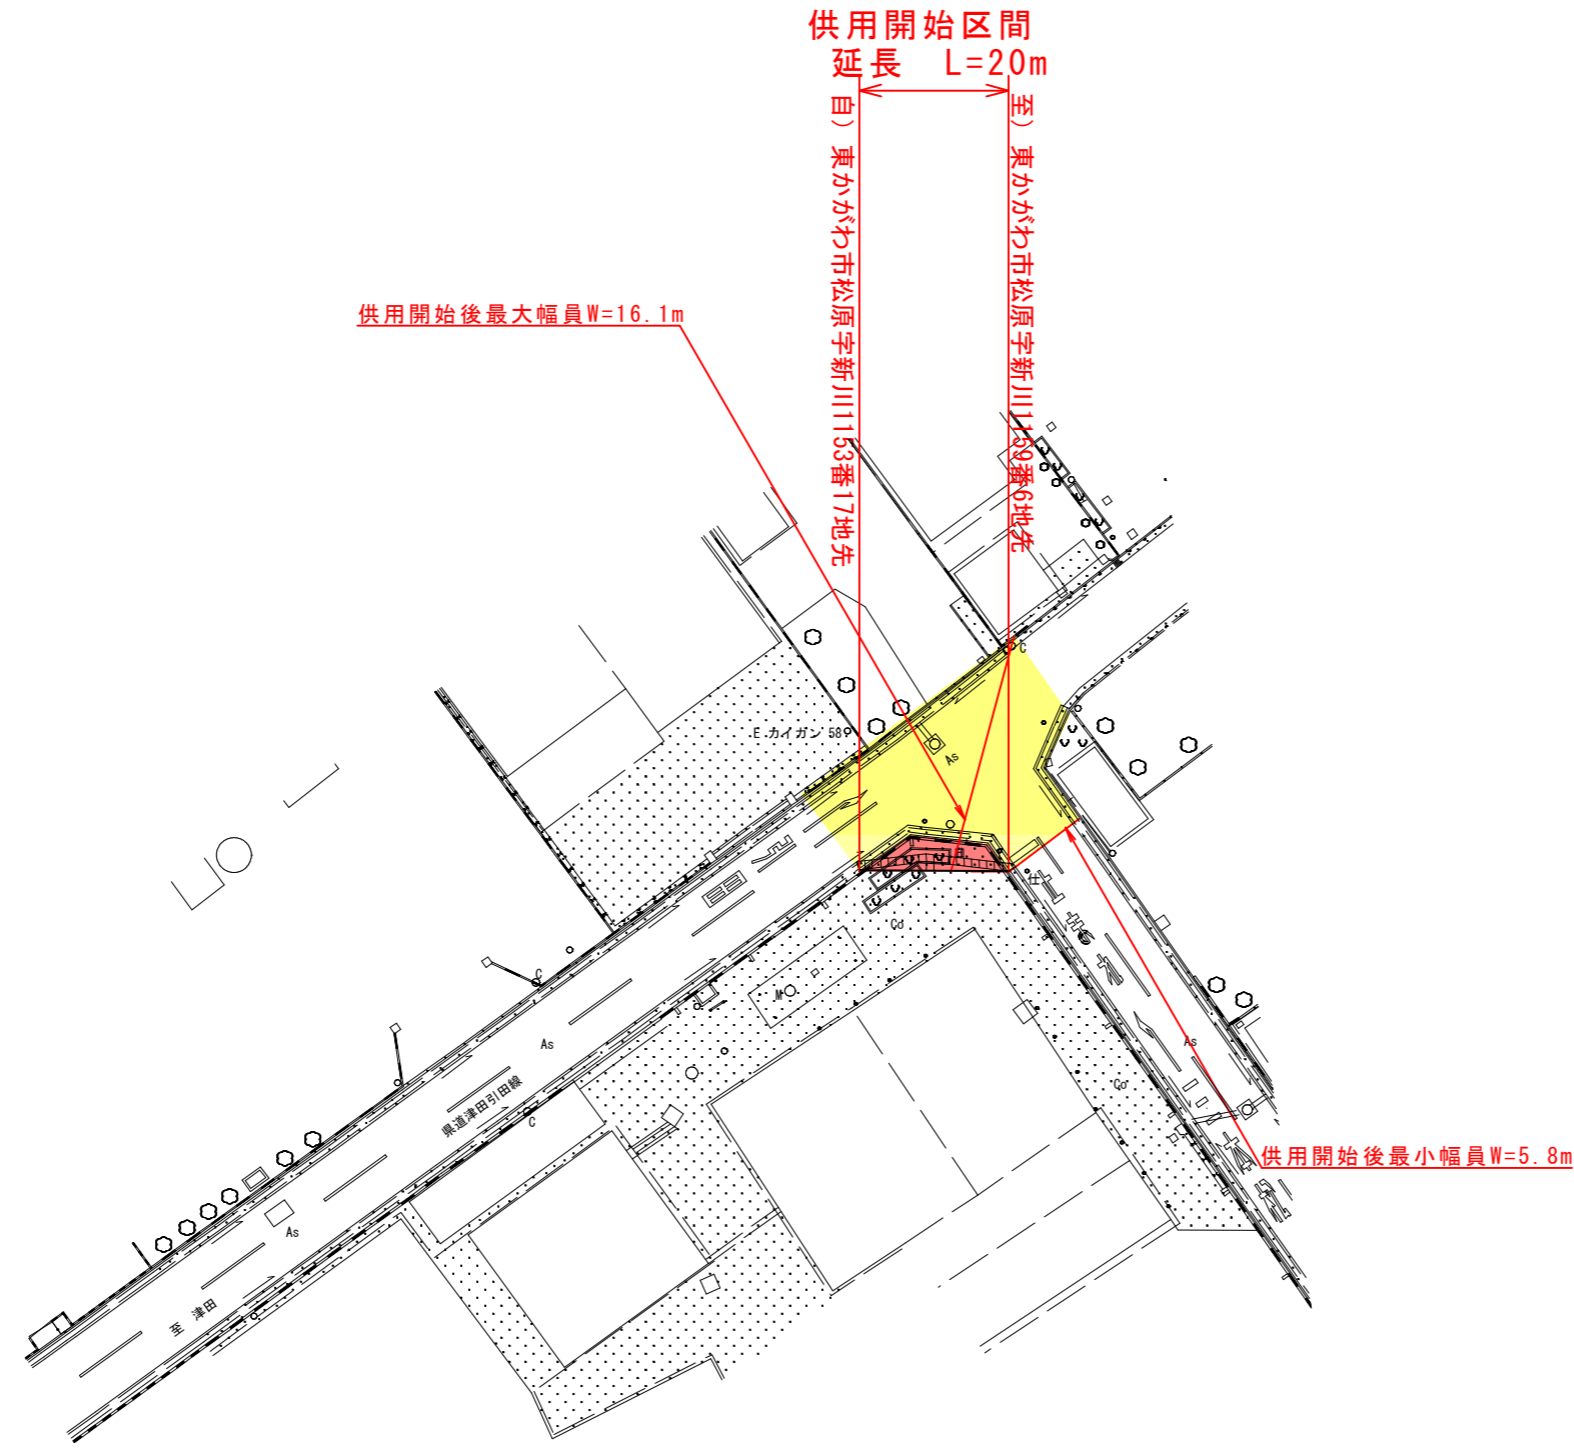 供用開始区間
延長　L=20m
自）東かがわ市松原字新川1153番17地先
至）東かがわ市松原字新川1159番6地先
供用開始後最大幅員W=16.1m
C
E.カイガン 58
As
仕
Co
M
C
As
As
Co
県道津田引田線
C
供用開始後最小幅員W=5.8m
As
至 津田